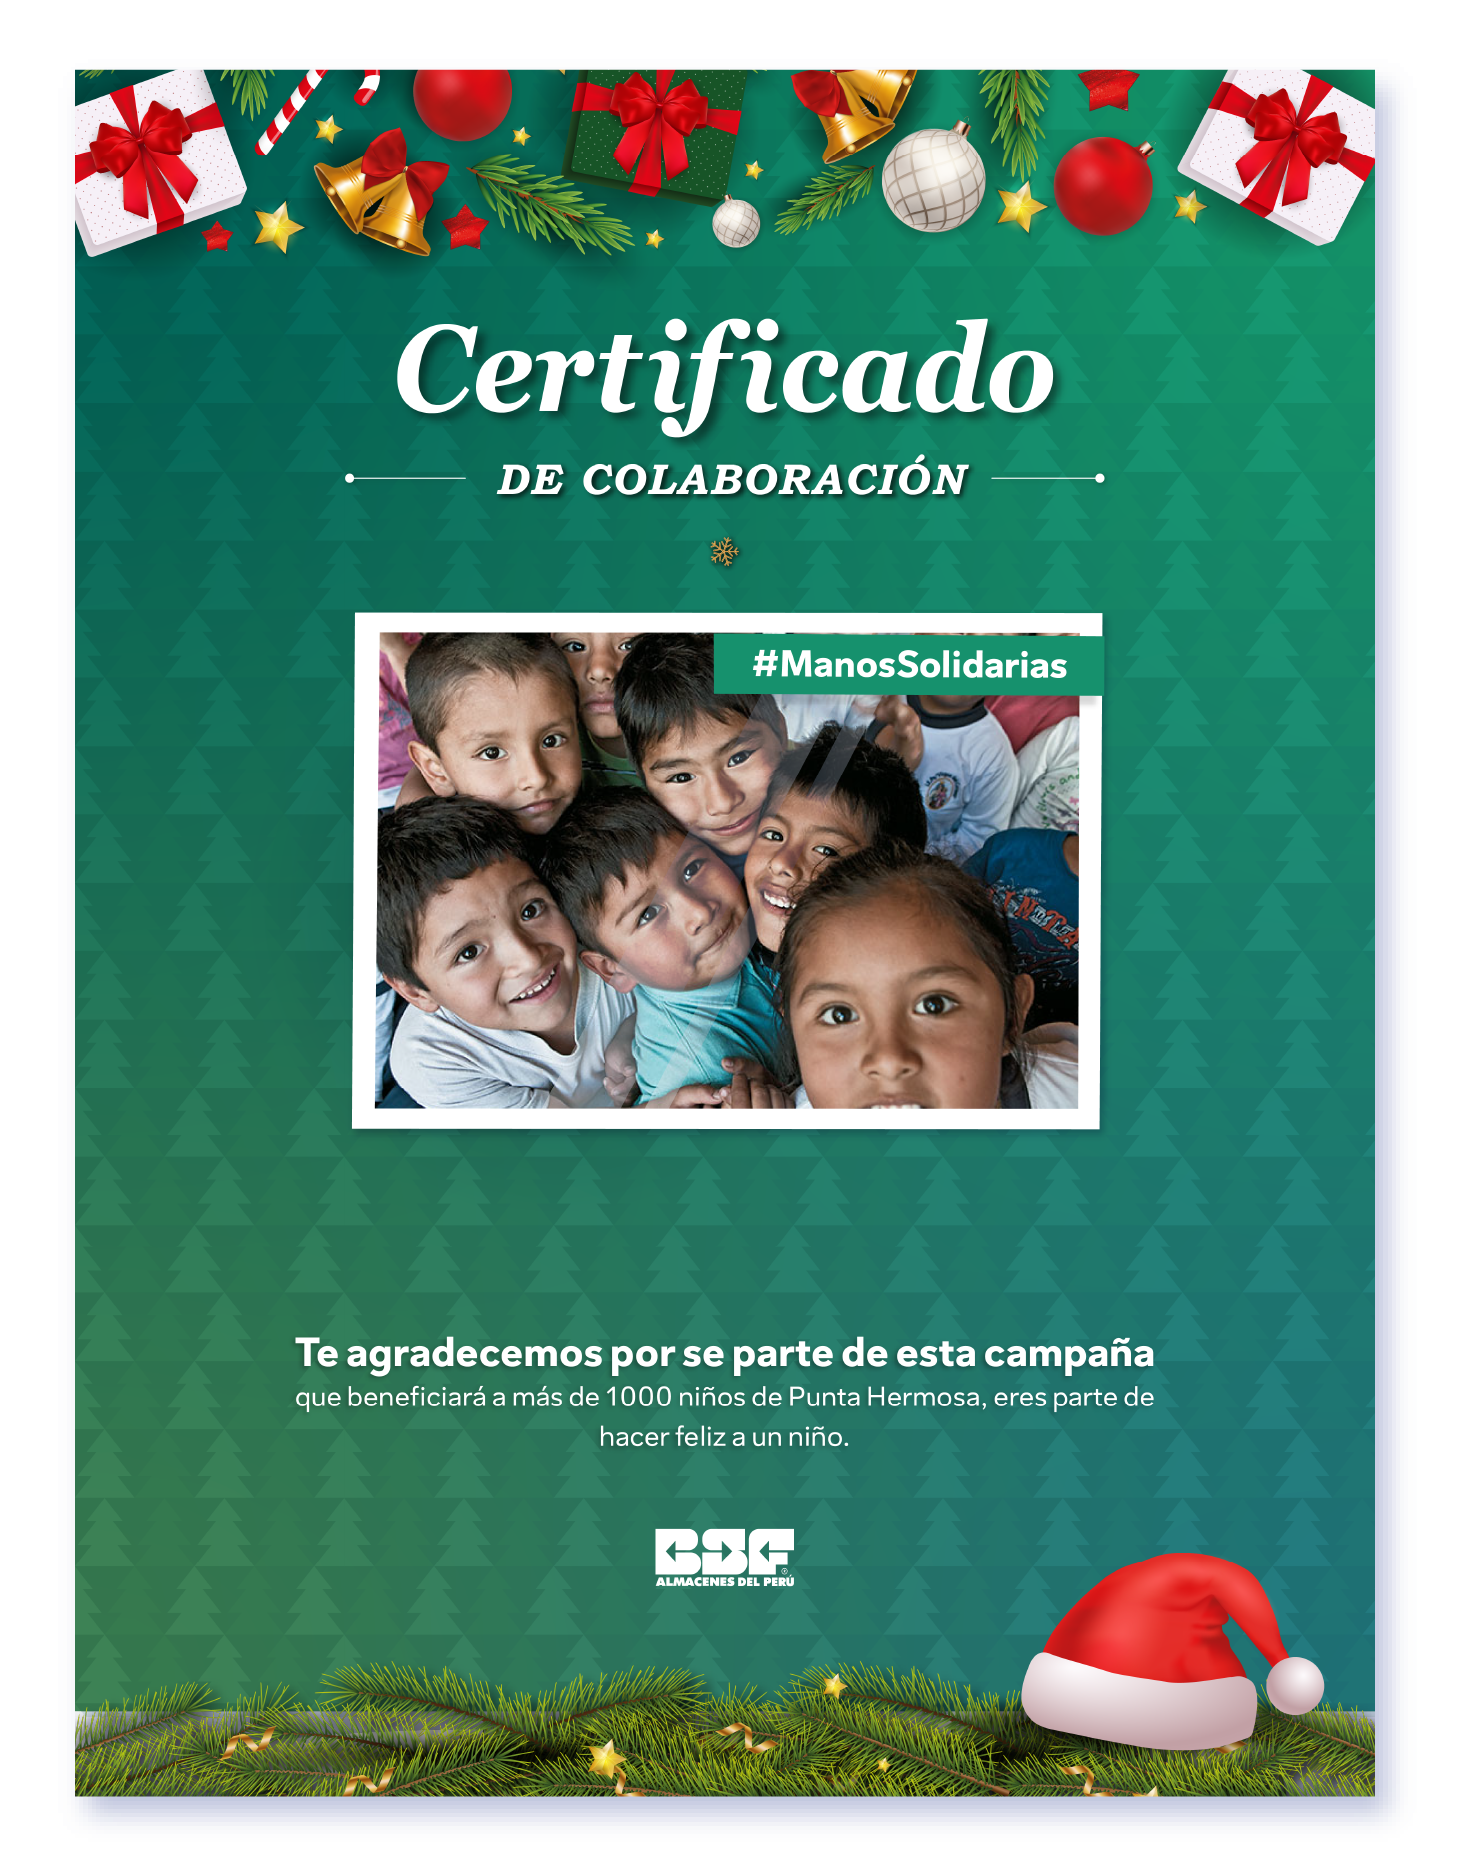 Certificado
DE COLABORACIÓN
#ManosSolidarias
Te agradecemos por se parte de esta campaña
que beneficiará a más de 1000 niños de Punta Hermosa, eres parte de
hacer feliz a un niño.
BSF®
ALMACENES DEL PERÚ